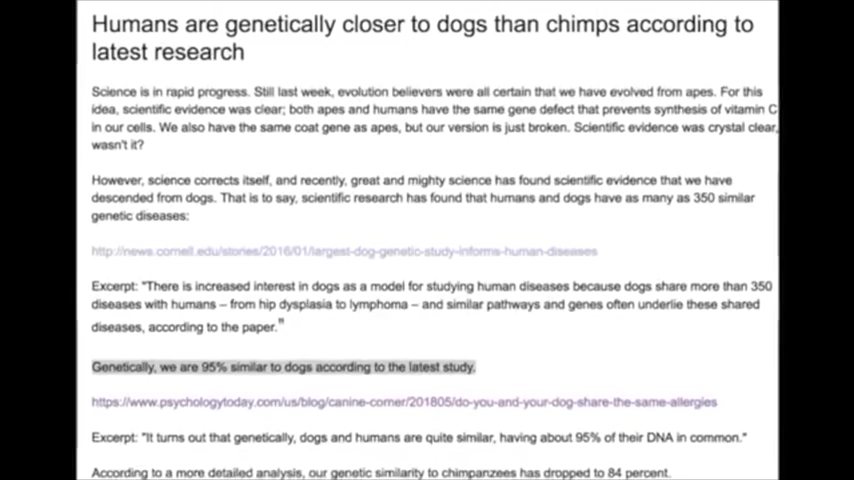 Humans are genetically closer to dogs than chimps according to
latest research
Science is in rapid progress. Still last week, evolution believers were all certain that we have evolved from apes. For this
idea, scientific evidence was clear; both apes and humans have the same gene defect that prevents synthesis of vitamin C
in our cells. We also have the same coat gene as apes, but our version is just broken. Scientific evidence was crystal clear,
wasn't it?
However, science corrects itself, and recently, great and mighty science has found scientific evidence that we have
descended from dogs. That is to say, scientific research has found that humans and dogs have as many as 350 similar
genetic diseases:
http://news.cornell.edu/stories/2016/01/largest-dog-genetic-study-informs-human-diseases
Excerpt: "There is increased interest in dogs as a model for studying human diseases because dogs share more than 350
diseases with humans – from hip dysplasia to lymphoma – and similar pathways and genes often underlie these shared
diseases, according to the paper."
Genetically, we are 95% similar to dogs according to the latest study.
https://www.psychologytoday.com/us/blog/canine-corner/201805/do-you-and-your-dog-share-the-same-allergies
Excerpt: "It turns out that genetically, dogs and humans are quite similar, having about 95% of their DNA in common."
According to a more detailed analysis, our genetic similarity to chimpanzees has dropped to 84 percent.